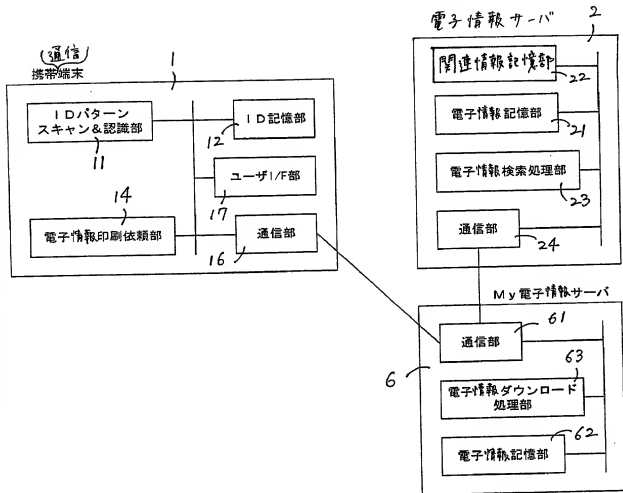 (通信)
携帯端末
1
IDパターン
スキャン&認識部
11
ID記憶部
12
ユーザI/F部
17
14
電子情報印刷依頼部
通信部
16
電子情報サーバ
2
関連情報記憶部
22
電子情報記憶部
21
電子情報検索処理部
23
通信部
24
My電子情報サーバ
6
通信部
61
63
電子情報ダウンロード
処理部
62
電子情報記憶部